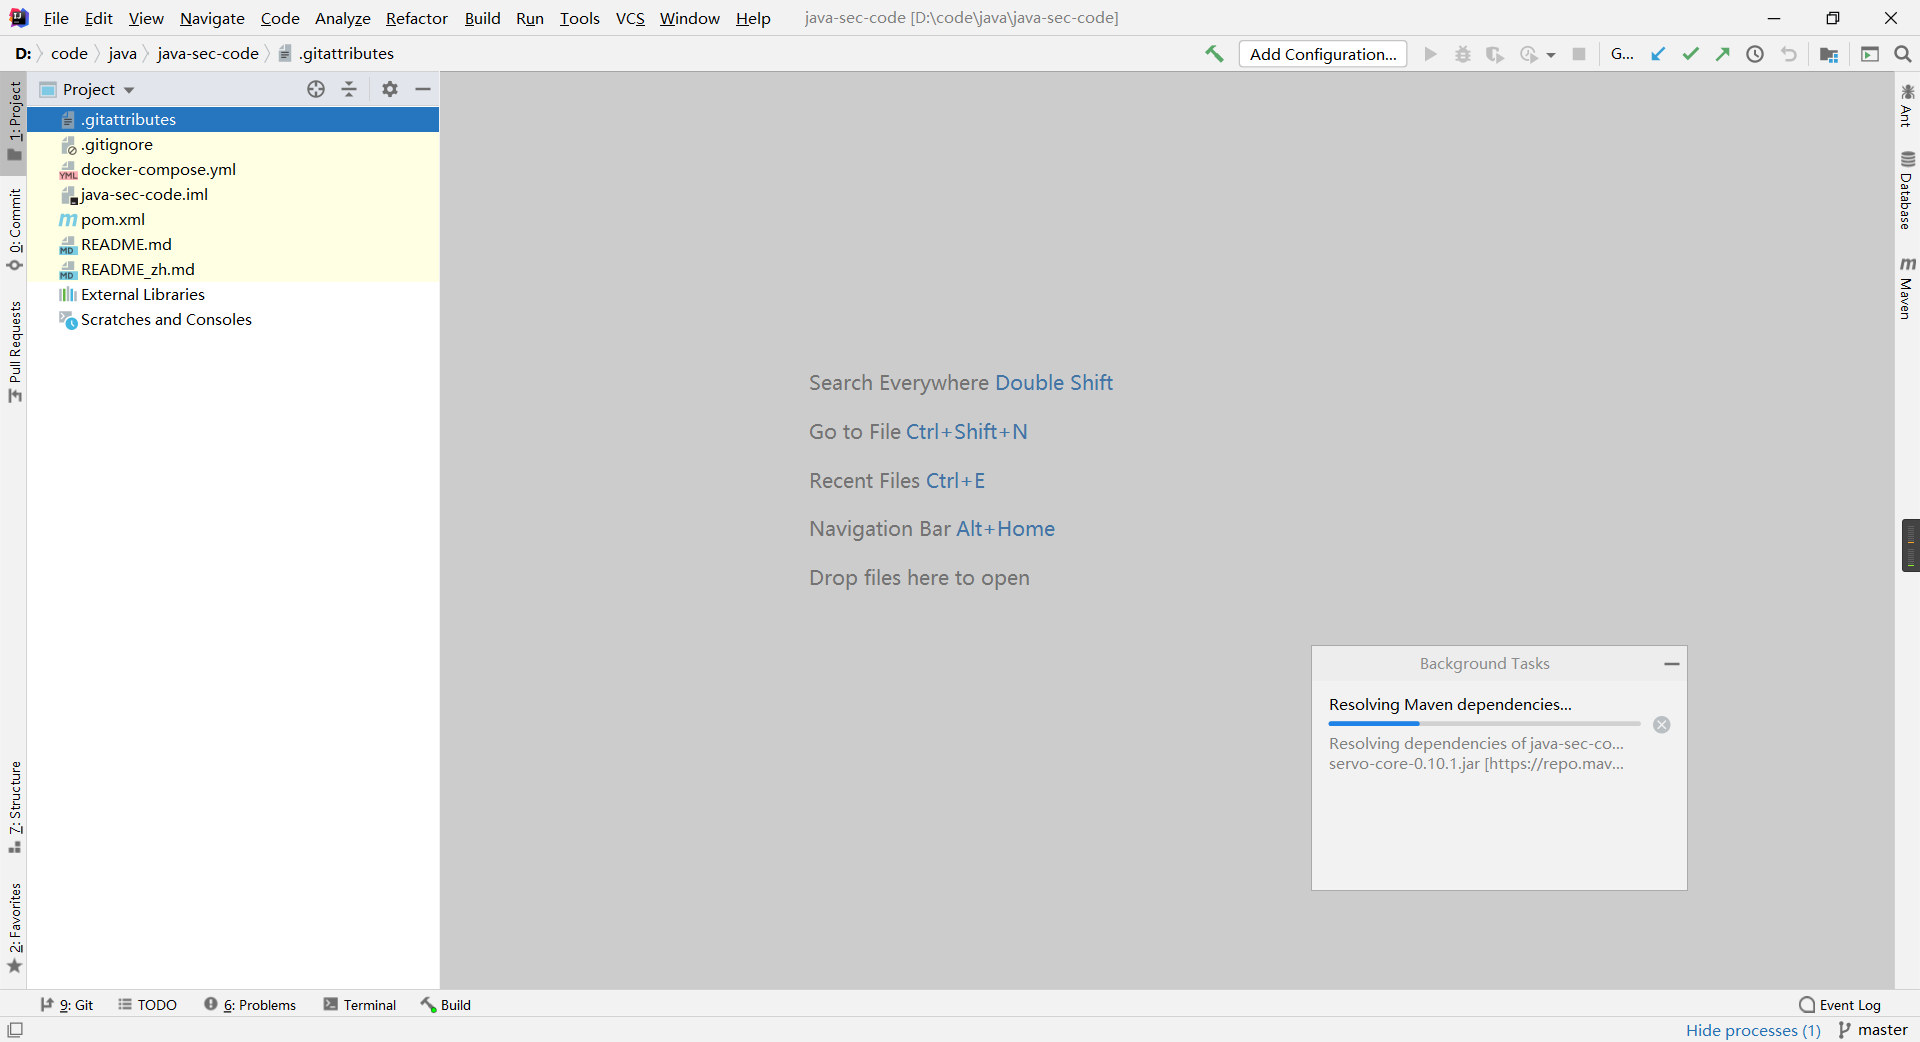 File Edit View Navigate Code Analyze Refactor Build Run Tools VCS Window Help java-sec-code [D:\code\java\java-sec-code]
D: code java java-sec-code .gitattributes Add Configuration... G...
Project
.gitattributes
.gitignore
docker-compose.yml
java-sec-code.iml
pom.xml
README.md
README_zh.md
External Libraries
Scratches and Consoles
1: Project
0: Commit
Pull Requests
7: Structure
2: Favorites
Search Everywhere Double Shift
Go to File Ctrl+Shift+N
Recent Files Ctrl+E
Navigation Bar Alt+Home
Drop files here to open
Background Tasks
Resolving Maven dependencies...
Resolving dependencies of java-sec-co...
servo-core-0.10.1.jar [https://repo.mav...
Ant
Database
Maven
9: Git TODO 6: Problems Terminal Build Event Log
Hide processes (1) master